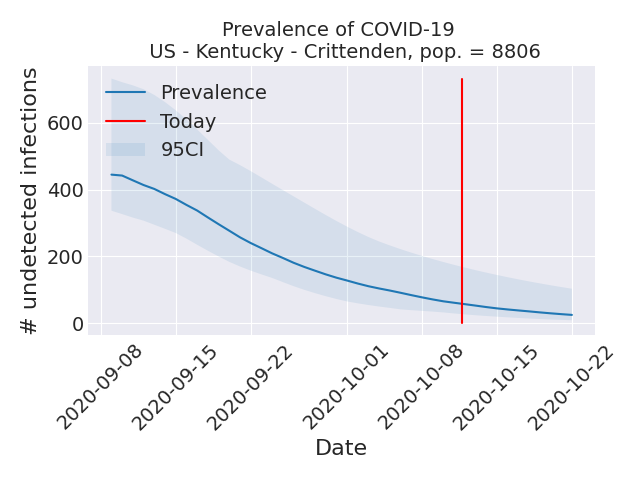 Prevalence of COVID-19
US - Kentucky - Crittenden, pop. = 8806
# undetected infections
600
400
200
0
Prevalence
Today
95CI
2020-09-08
2020-09-15
2020-09-22
2020-10-01
2020-10-08
2020-10-15
2020-10-22
Date